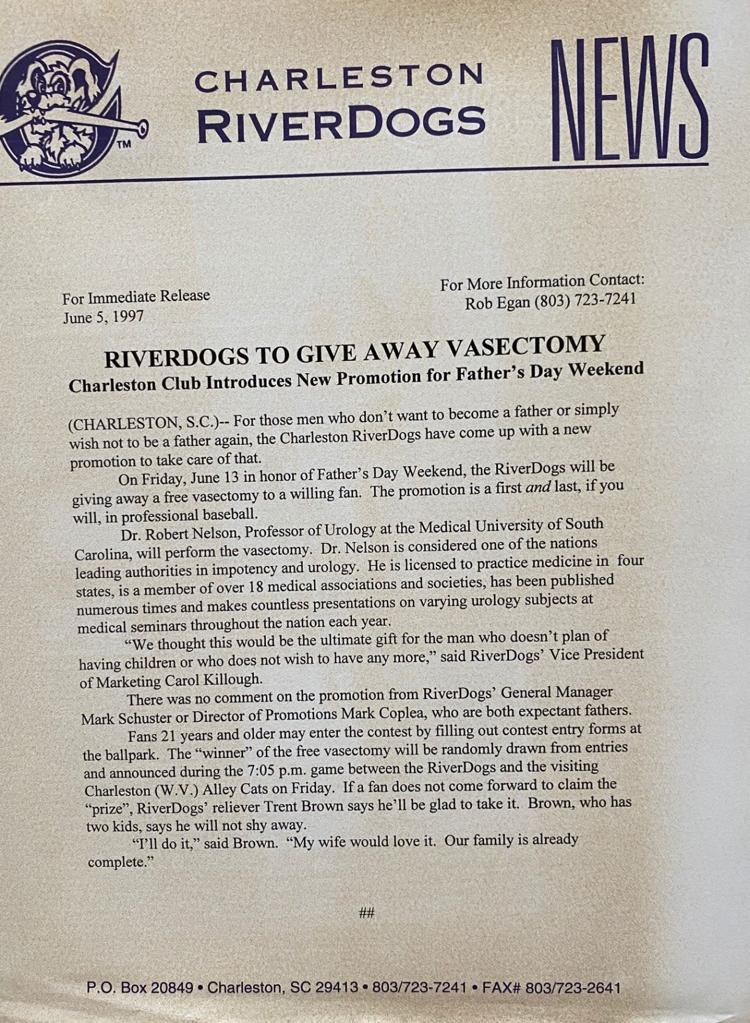 CHARLESTON
RIVERDOGS
NEWS
TM
For Immediate Release
June 5, 1997
For More Information Contact:
Rob Egan (803) 723-7241
RIVERDOGS TO GIVE AWAY VASECTOMY
Charleston Club Introduces New Promotion for Father's Day Weekend
(CHARLESTON, S.C.)-- For those men who don't want to become a father or simply
wish not to be a father again, the Charleston RiverDogs have come up with a new
promotion to take care of that.
On Friday, June 13 in honor of Father's Day Weekend, the RiverDogs will be
giving away a free vasectomy to a willing fan. The promotion is a first and last, if you
will, in professional baseball.
Dr. Robert Nelson, Professor of Urology at the Medical University of South
Carolina, will perform the vasectomy. Dr. Nelson is considered one of the nations
leading authorities in impotency and urology. He is licensed to practice medicine in four
states, is a member of over 18 medical associations and societies, has been published
numerous times and makes countless presentations on varying urology subjects at
medical seminars throughout the nation each year.
"We thought this would be the ultimate gift for the man who doesn't plan of
having children or who does not wish to have any more," said RiverDogs' Vice President
of Marketing Carol Killough.
There was no comment on the promotion from RiverDogs' General Manager
Mark Schuster or Director of Promotions Mark Coplea, who are both expectant fathers.
Fans 21 years and older may enter the contest by filling out contest entry forms at
the ballpark. The "winner" of the free vasectomy will be randomly drawn from entries
and announced during the 7:05 p.m. game between the RiverDogs and the visiting
Charleston (W.V.) Alley Cats on Friday. If a fan does not come forward to claim the
"prize", RiverDogs' reliever Trent Brown says he'll be glad to take it. Brown, who has
two kids, says he will not shy away.
"I'll do it," said Brown. "My wife would love it. Our family is already
complete."
##
P.O. Box 20849 • Charleston, SC 29413 • 803/723-7241 • FAX# 803/723-2641